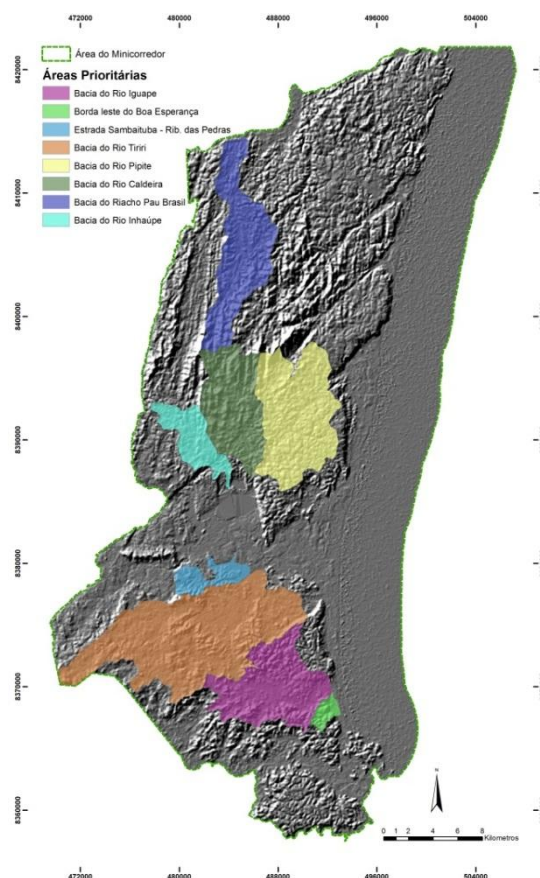 472000 480000 488000 496000 504000
Área do Minicorredor
Áreas Prioritárias
Bacia do Rio Iguape
Borda leste do Boa Esperança
Estrada Sambaituba - Rib. das Pedras
Bacia do Rio Tiriri
Bacia do Rio Pipite
Bacia do Rio Caldeira
Bacia do Riacho Pau Brasil
Bacia do Rio Inhaúpe
8420000
8410000
8400000
8390000
8380000
8370000
8360000
N
0 1 2 4 6 8
Kilometros
472000 480000 488000 496000 504000